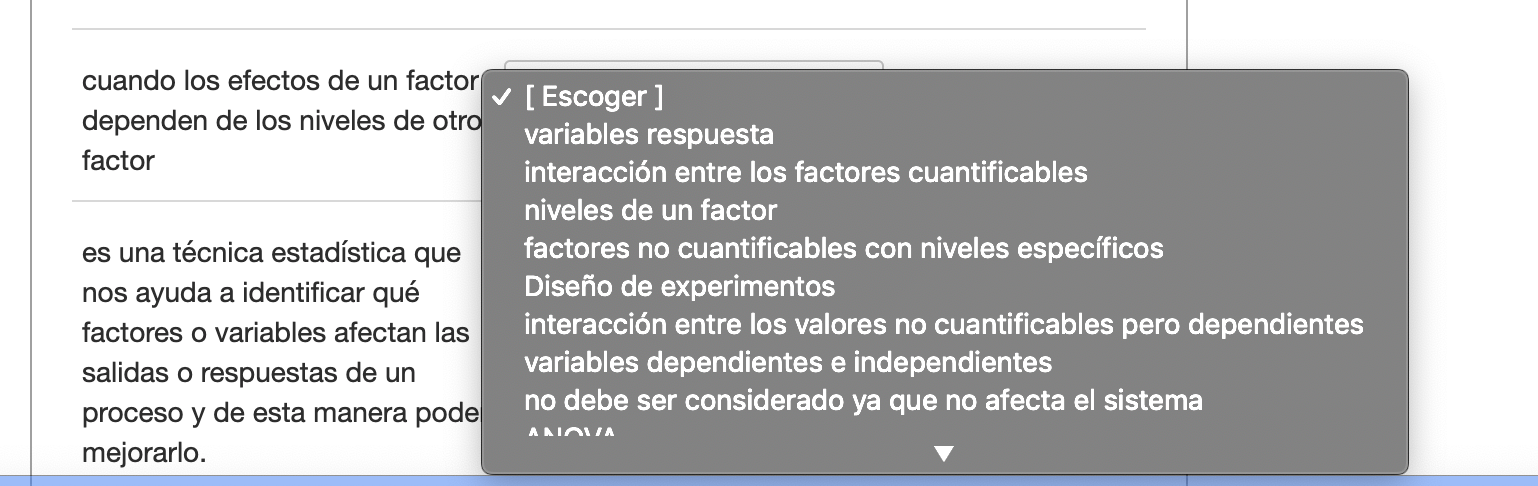 cuando los efectos de un factor
dependen de los niveles de otro
factor
[ Escoger ]
variables respuesta
interacción entre los factores cuantificables
niveles de un factor
factores no cuantificables con niveles específicos
Diseño de experimentos
interacción entre los valores no cuantificables pero dependientes
variables dependientes e independientes
no debe ser considerado ya que no afecta el sistema
ANOVA
es una técnica estadística que
nos ayuda a identificar qué
factores o variables afectan las
salidas o respuestas de un
proceso y de esta manera
mejorarlo.